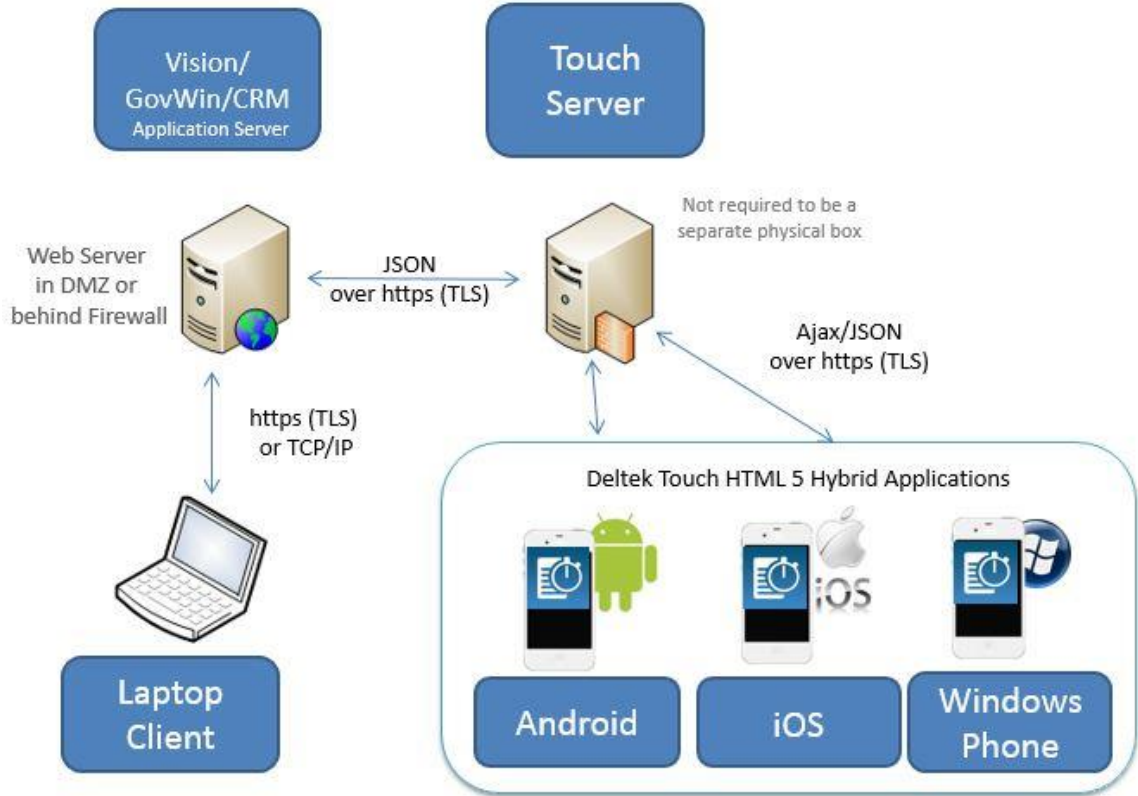 Vision/
GovWin/CRM
Application Server
Touch
Server
Web Server
in DMZ or
behind Firewall
JSON
over https (TLS)
Not required to be a
separate physical box
Ajax/JSON
over https (TLS)
https (TLS)
or TCP/IP
Deltek Touch HTML 5 Hybrid Applications
iOS
Laptop
Client
Android
iOS
Windows
Phone